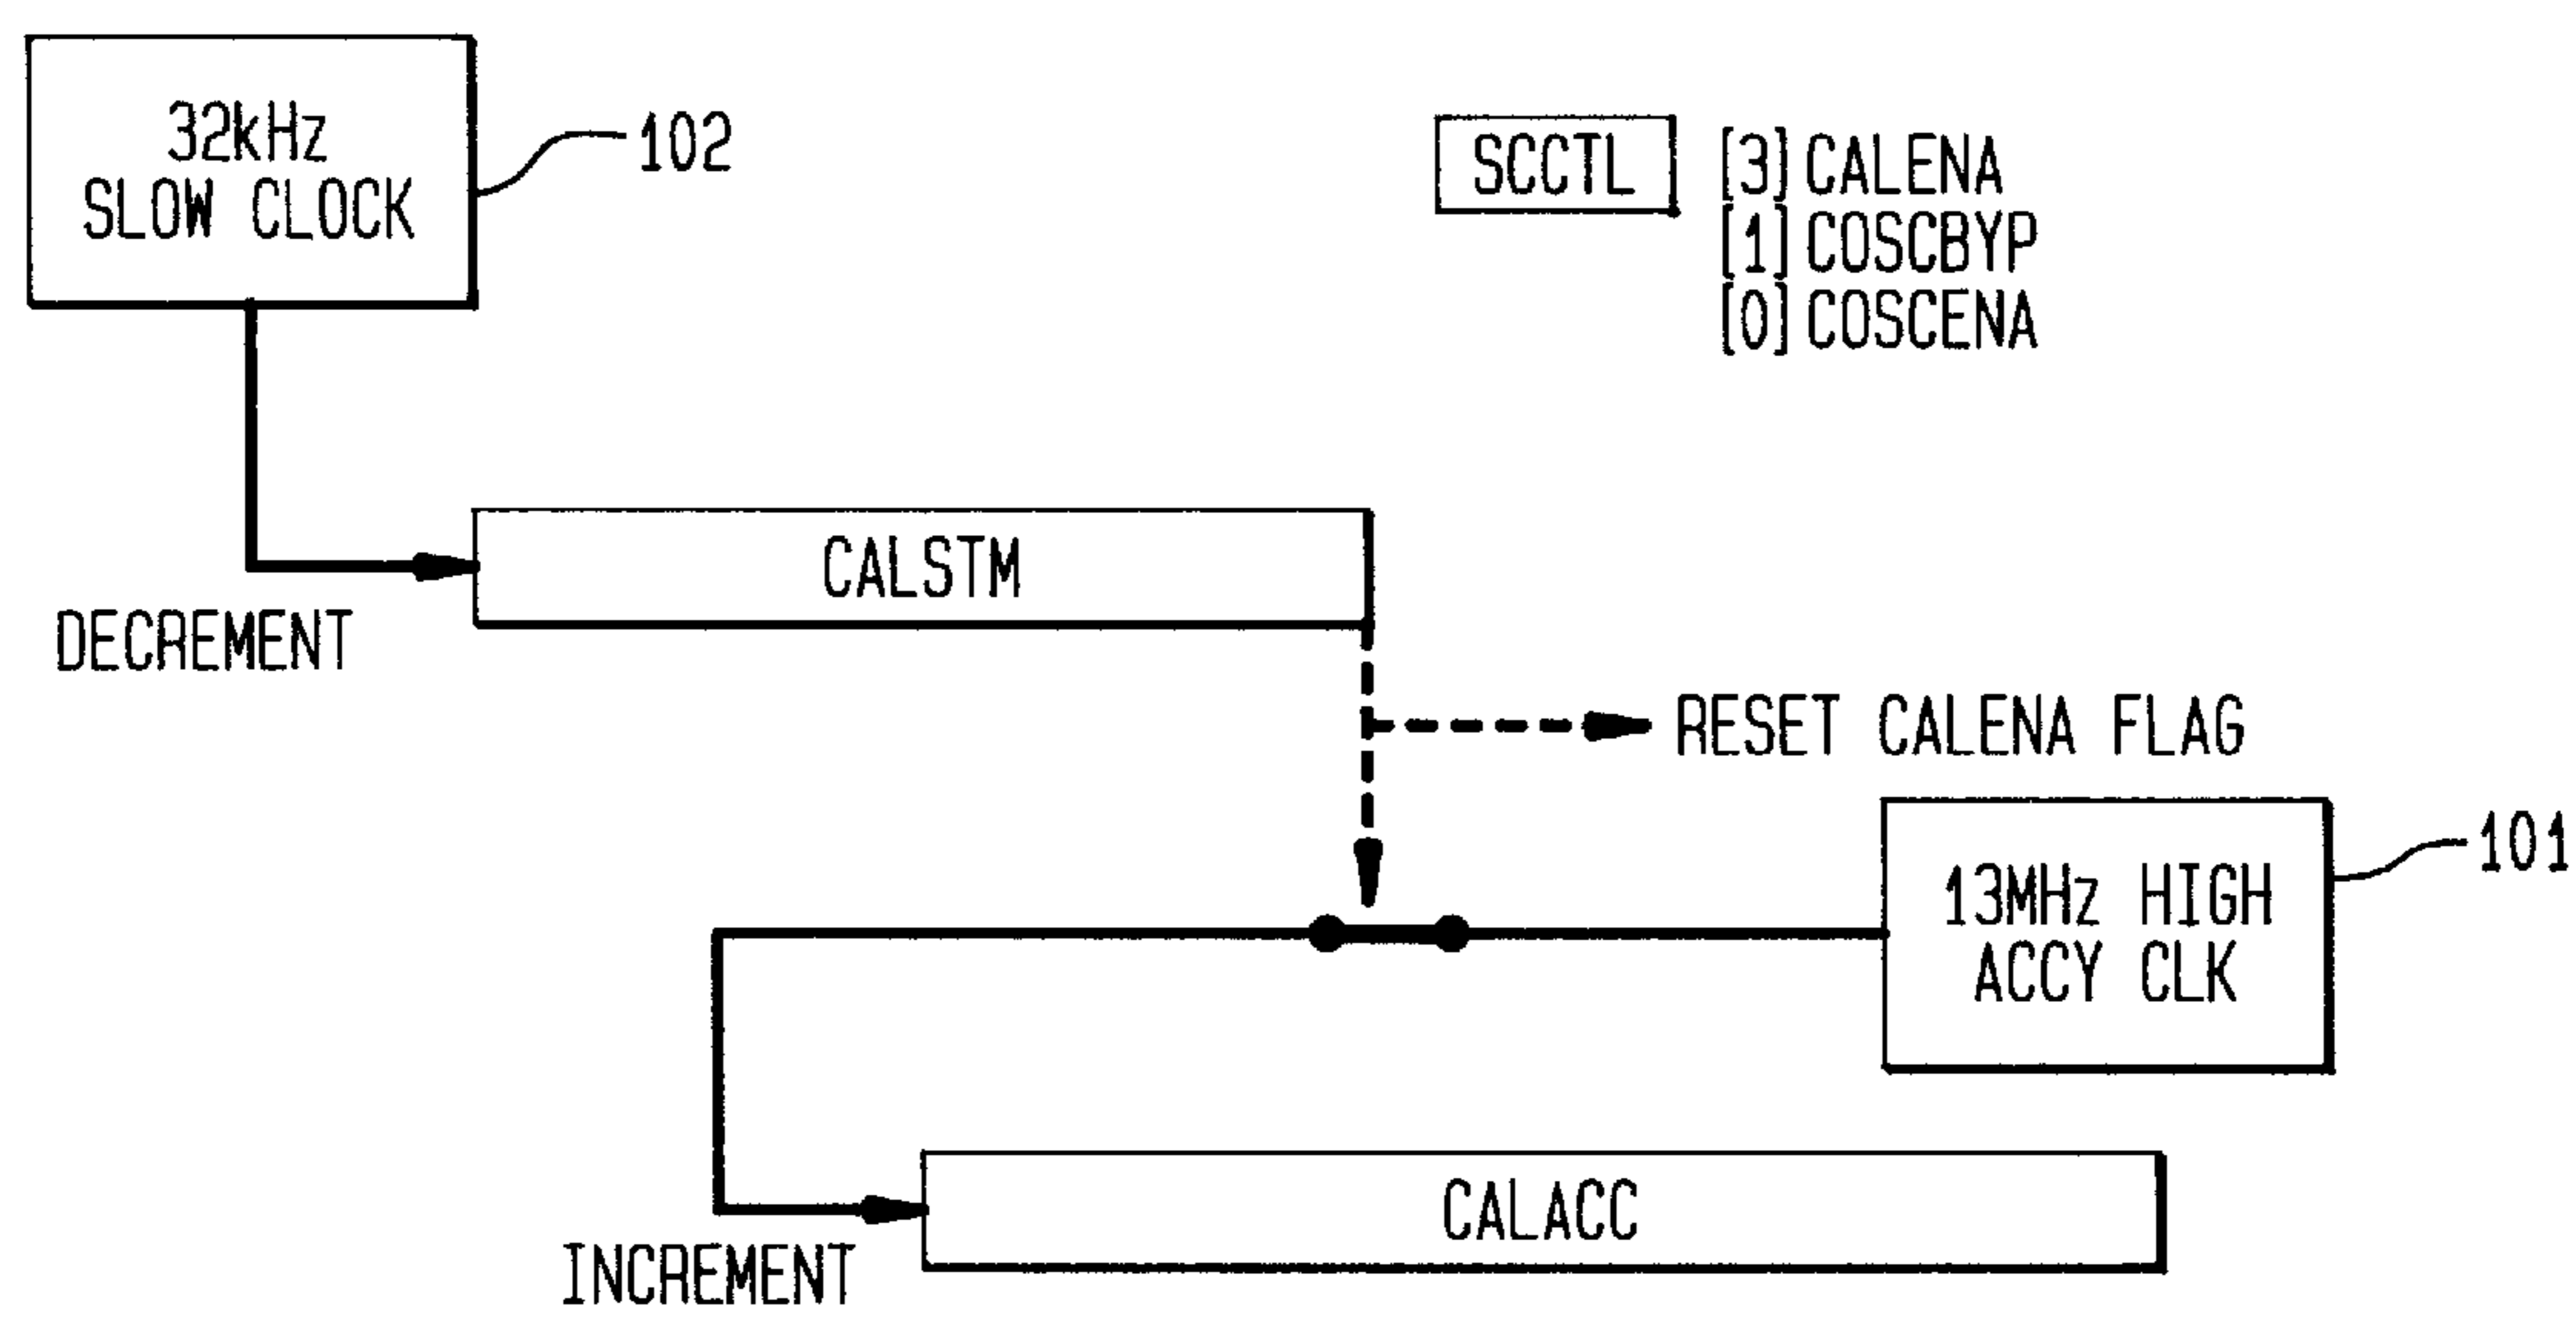 32kHz
SLOW CLOCK
102
SCCTL
[3] CALENA
[1] COSCBYP
[0] COSCENA
CALSTM
DECREMENT
RESET CALENA FLAG
13MHz HIGH
ACCY CLK
101
CALACC
INCREMENT